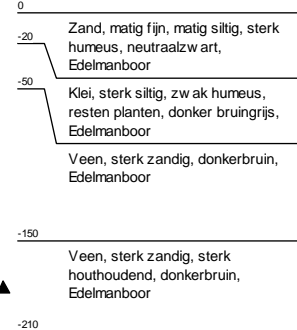 0
Zand, matig fijn, matig siltig, sterk
-20
humeus, neutraalzw art,
Edelmanboor
-50
Klei, sterk siltig, zw ak humeus,
resten planten, donker bruingrijs,
Edelmanboor
Veen, sterk zandig, donkerbruin,
Edelmanboor
-150
Veen, sterk zandig, sterk
houthoudend, donkerbruin,
Edelmanboor
-210